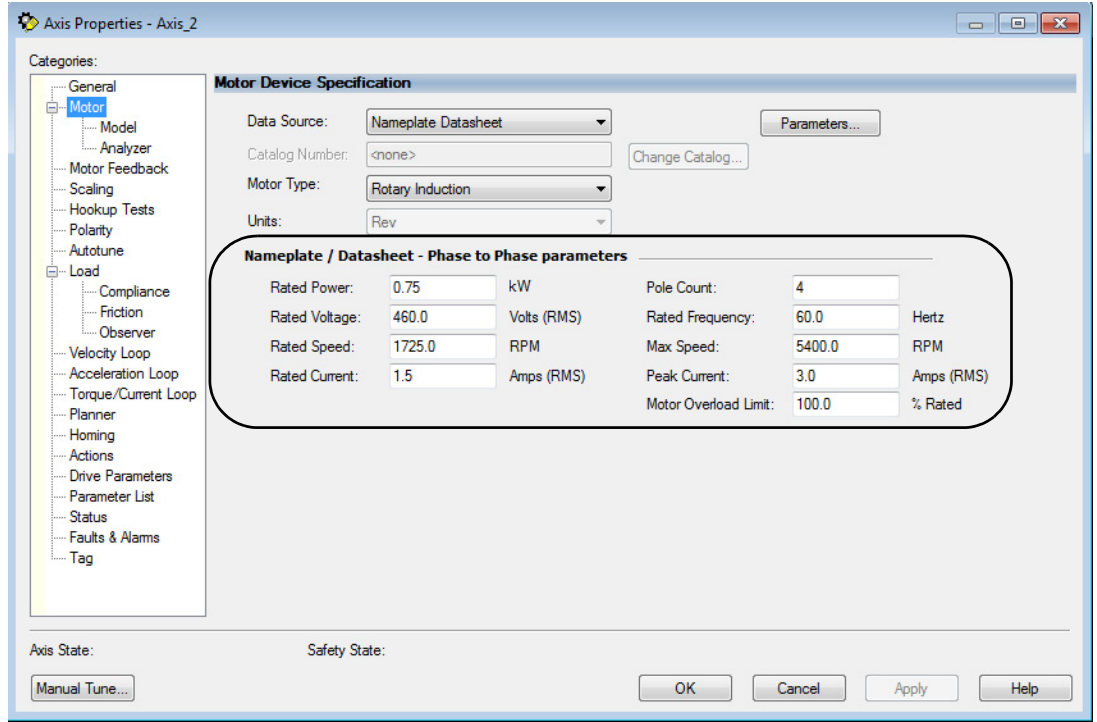 Axis Properties - Axis_2
Categories:
General
Motor
Model
Analyzer
Motor Feedback
Scaling
Hookup Tests
Polarity
Autotune
Load
Compliance
Friction
Observer
Velocity Loop
Acceleration Loop
Torque/Current Loop
Planner
Homing
Actions
Drive Parameters
Parameter List
Status
Faults & Alarms
Tag
Motor Device Specification
Data Source: Nameplate Datasheet Parameters...
Catalog Number: <none> Change Catalog...
Motor Type: Rotary Induction
Units: Rev
Nameplate / Datasheet - Phase to Phase parameters
Rated Power: 0.75 kW Pole Count: 4
Rated Voltage: 460.0 Volts (RMS) Rated Frequency: 60.0 Hertz
Rated Speed: 1725.0 RPM Max Speed: 5400.0 RPM
Rated Current: 1.5 Amps (RMS) Peak Current: 3.0 Amps (RMS)
Motor Overload Limit: 100.0 % Rated
Axis State: Safety State:
Manual Tune... OK Cancel Apply Help